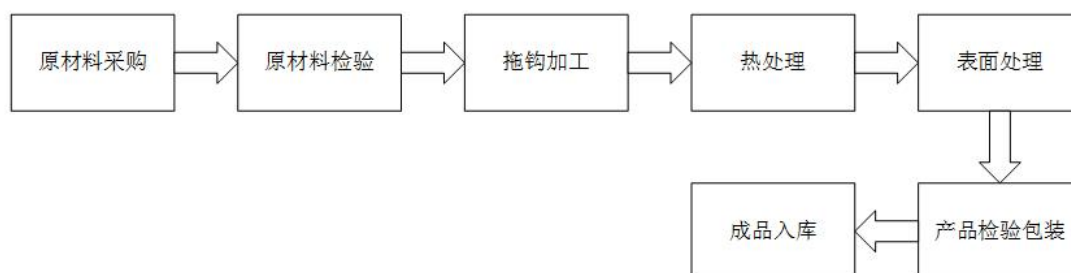 原材料采购
原材料检验
拖钩加工
热处理
表面处理
产品检验包装
成品入库